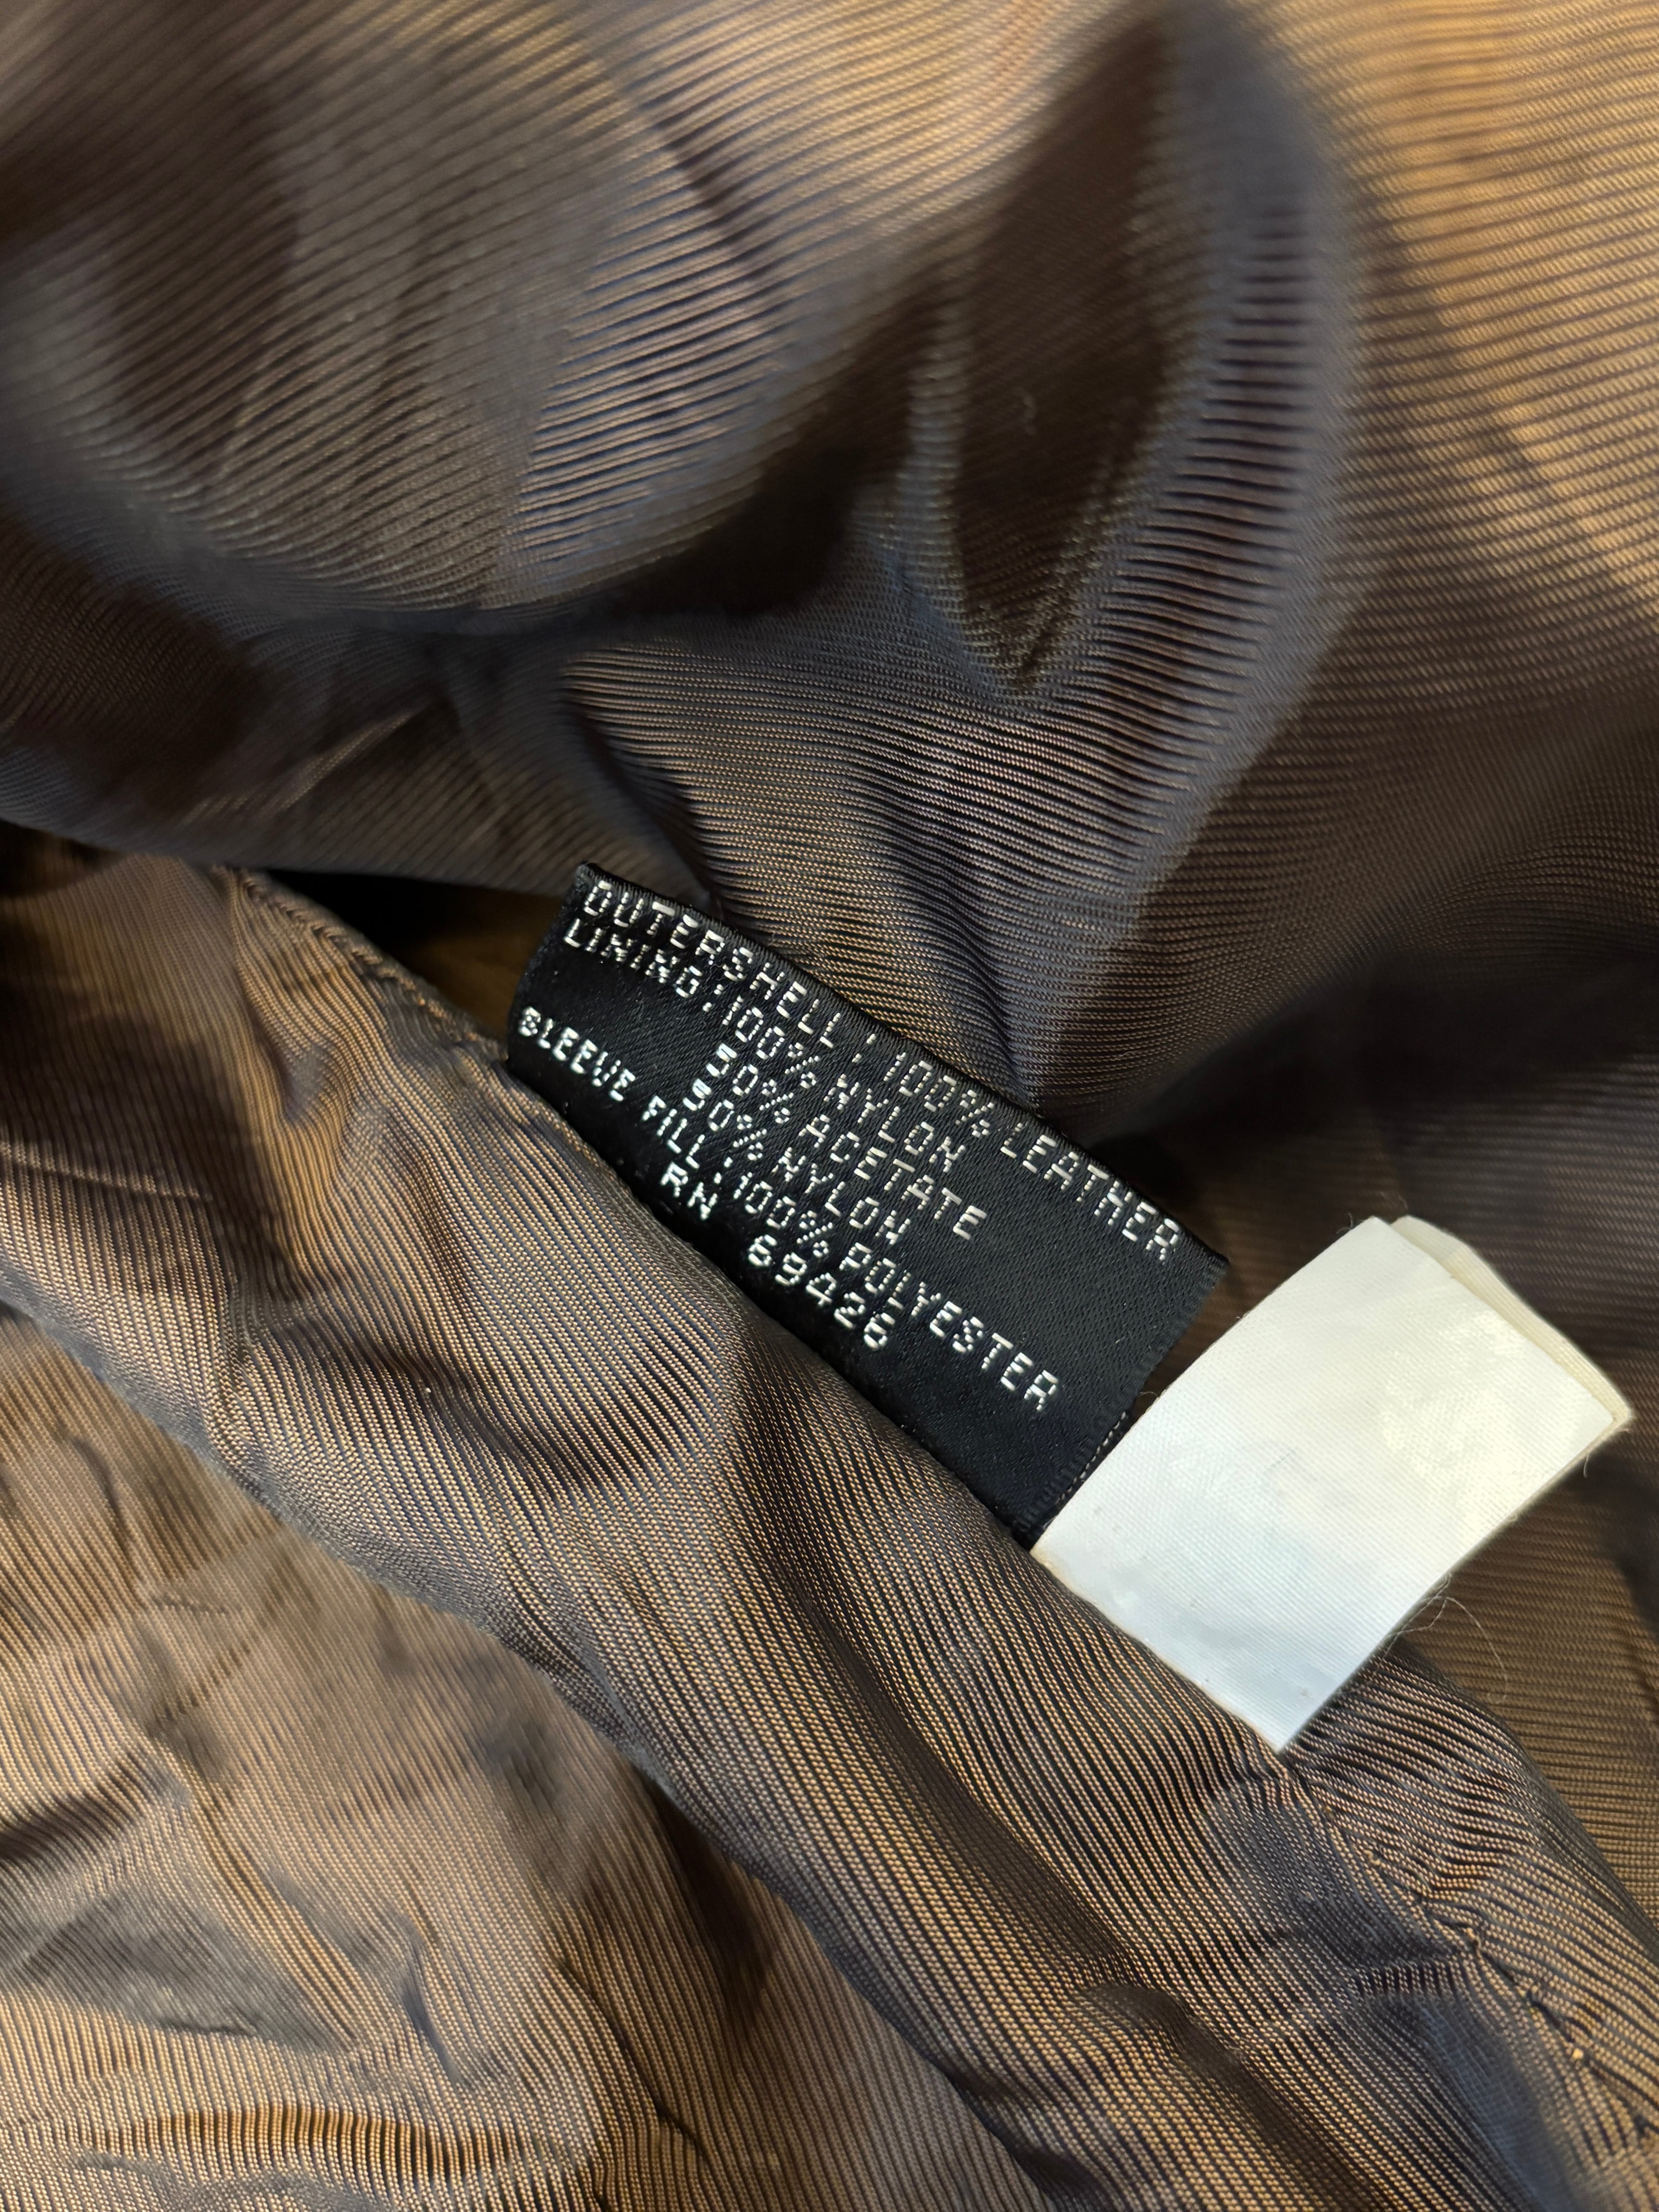 OUTERSHELL:100% LEATHER
LINING:100% NYLON
50% ACETATE
50% NYLON
SLEEVE FILL:100% POLYESTER
RN 69426